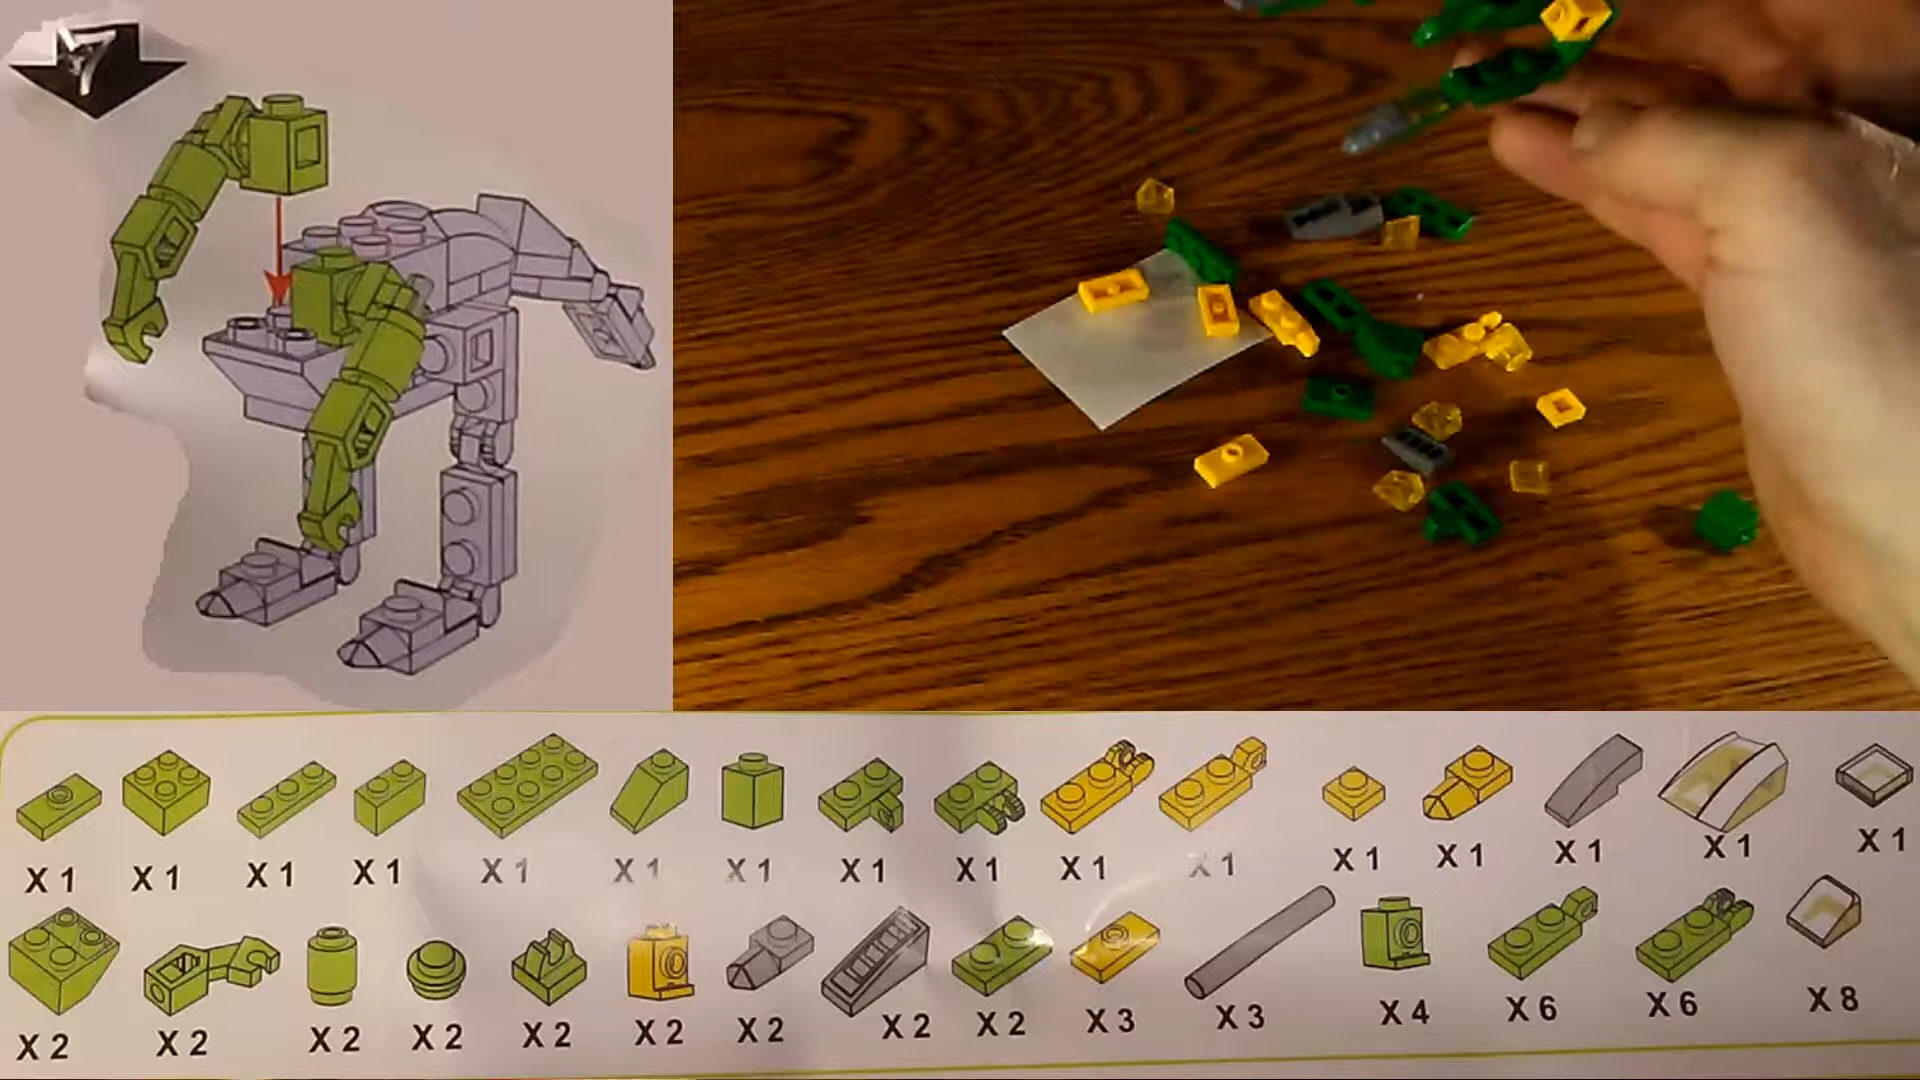 7
X 1 X 1 X 1 X 1 X 1 X 1 X 1 X 1 X 1 X 1 X 1 X 1 X 1 X 1 X 1 X 1
X 2 X 2 X 2 X 2 X 2 X 2 X 2 X 2 X 2 X 3 X 3 X 4 X 6 X 6 X 8